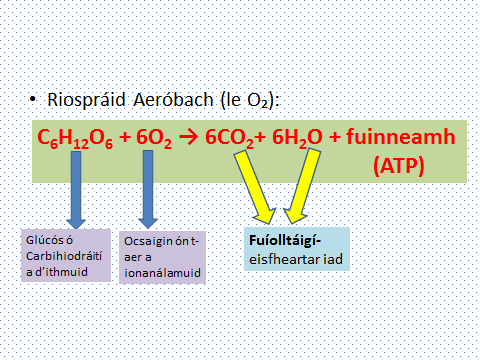 • Riospráid Aeróbach (le O₂):
C₆H₁₂O₆ + 6O₂ → 6CO₂+ 6H₂O + fuinneamh
(ATP)
Glúcós ó
Carbihiodráití
a d'ithmuid
Ocsaigin ón t-
aer a
ionanálamuid
Fuíolltáigí-
eisfheartar iad